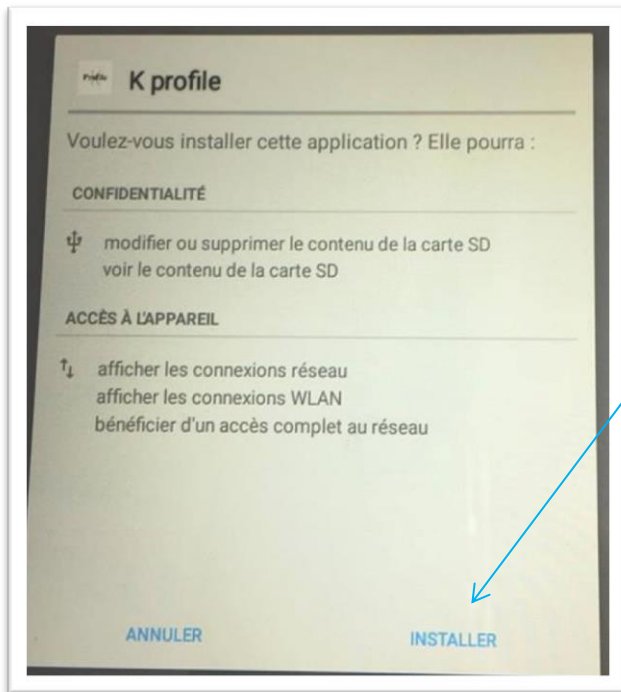 Profile
K profile
Voulez-vous installer cette application ? Elle pourra :
CONFIDENTIALITÉ
modifier ou supprimer le contenu de la carte SD
voir le contenu de la carte SD
ACCÈS À L'APPAREIL
afficher les connexions réseau
afficher les connexions WLAN
bénéficier d'un accès complet au réseau
ANNULER
INSTALLER